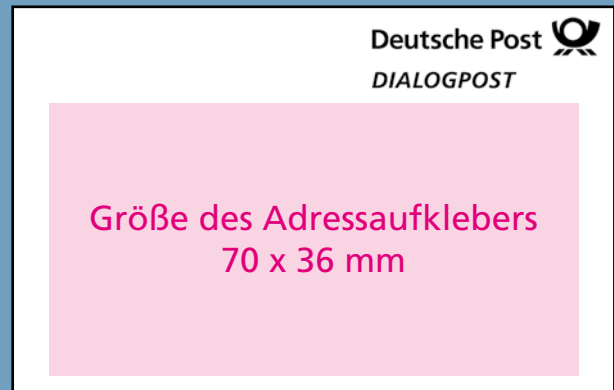 Deutsche Post
DIALOGPOST
Größe des Adressaufklebers
70 x 36 mm